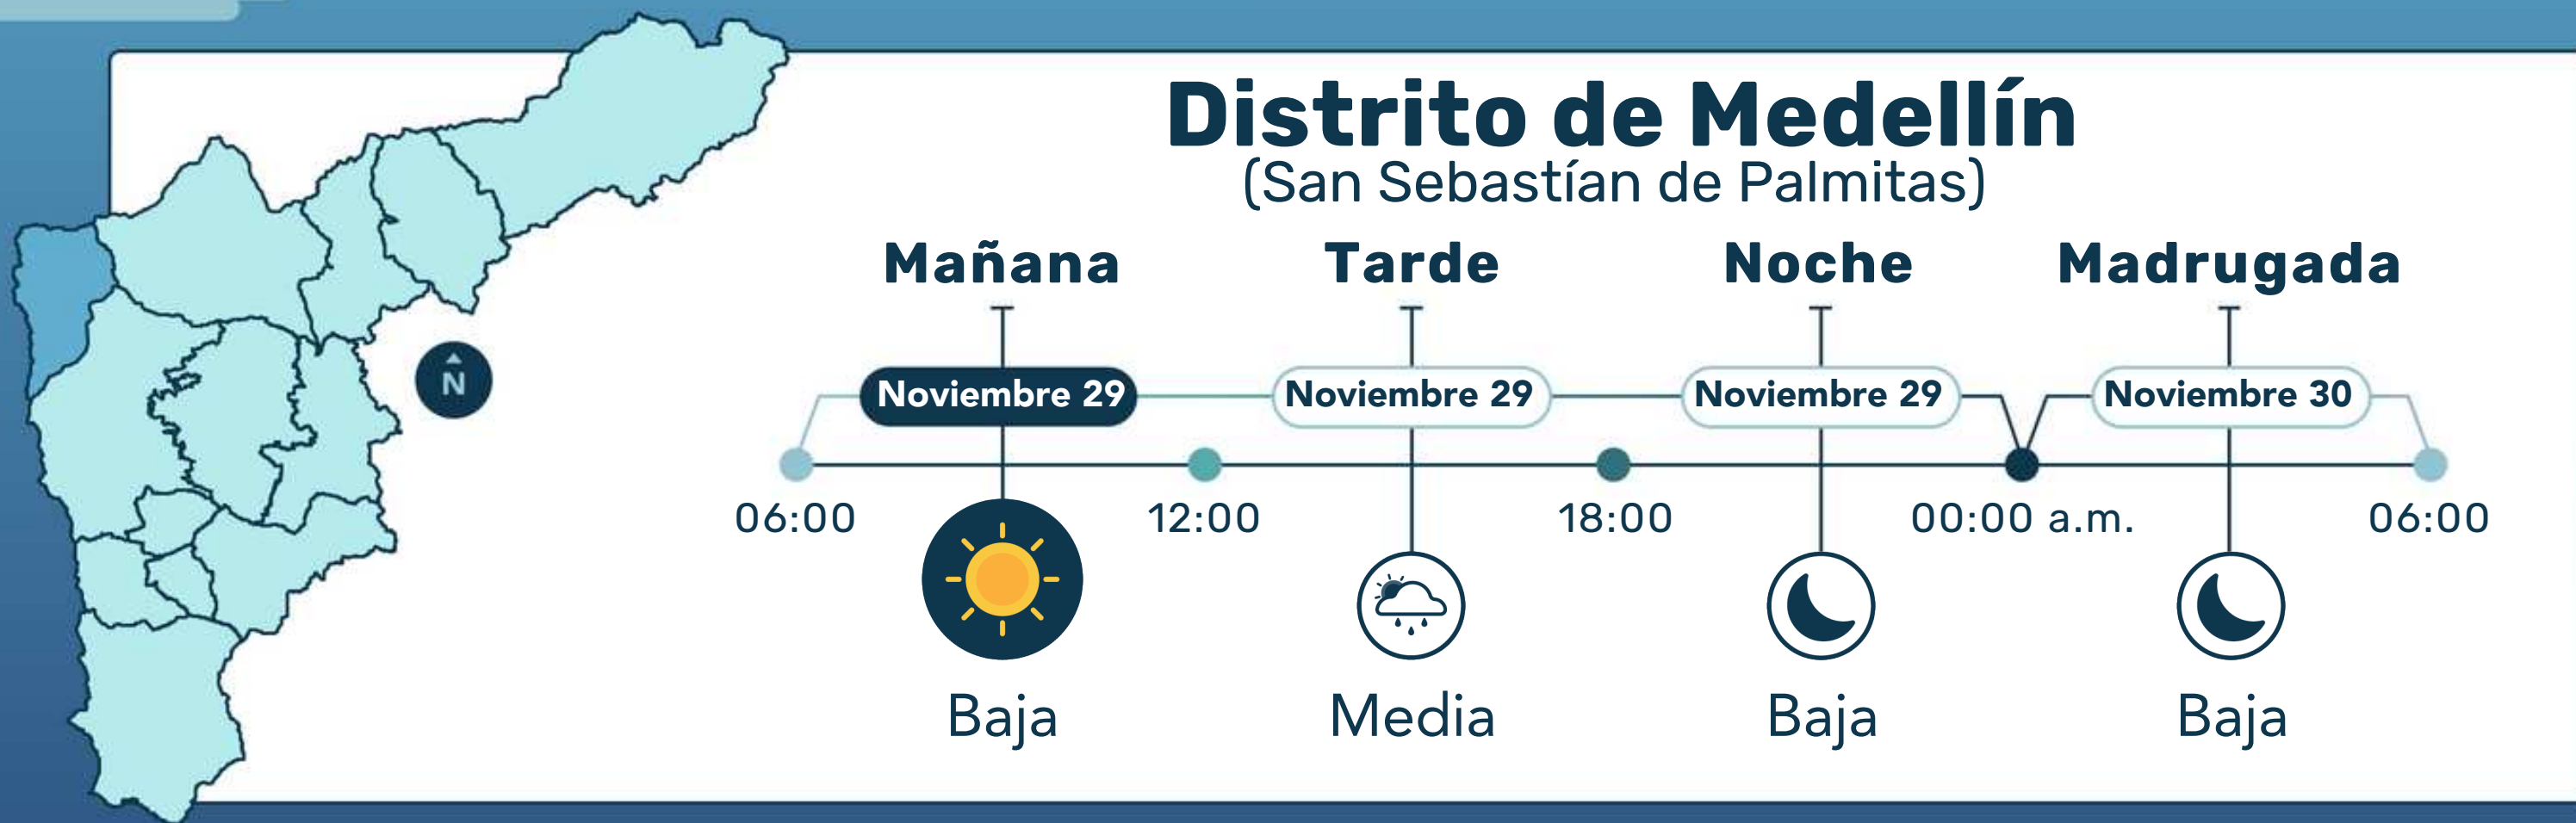 Distrito de Medellín
(San Sebastían de Palmitas)
Mañana Tarde Noche Madrugada
Noviembre 29 Noviembre 29 Noviembre 29 Noviembre 30
N
06:00 12:00 18:00 00:00 a.m. 06:00
Baja Media Baja Baja